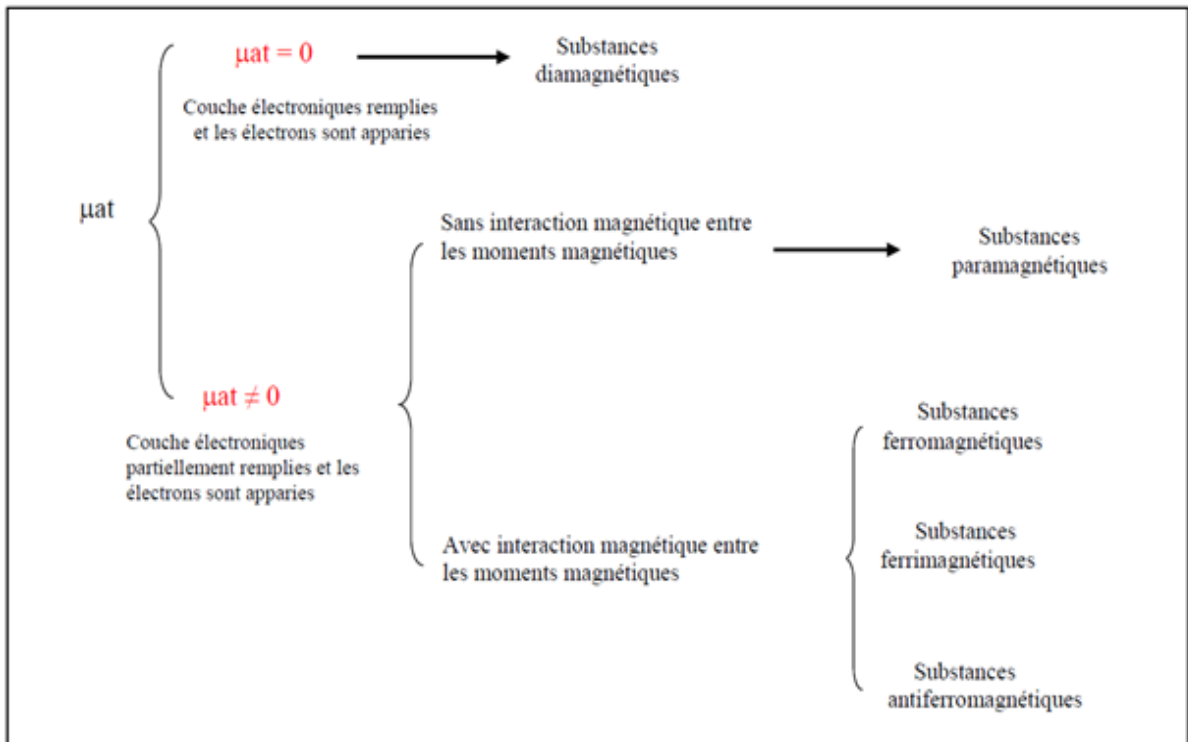 μat = 0
Substances
diamagnétiques
Couche électroniques remplies
et les électrons sont apparies
μat
Sans interaction magnétique entre
les moments magnétiques
Substances
paramagnétiques
μat ≠ 0
Couche électroniques
partiellement remplies et les
électrons sont apparies
Avec interaction magnétique entre
les moments magnétiques
Substances
ferromagnétiques
Substances
ferrimagnétiques
Substances
antiferromagnétiques